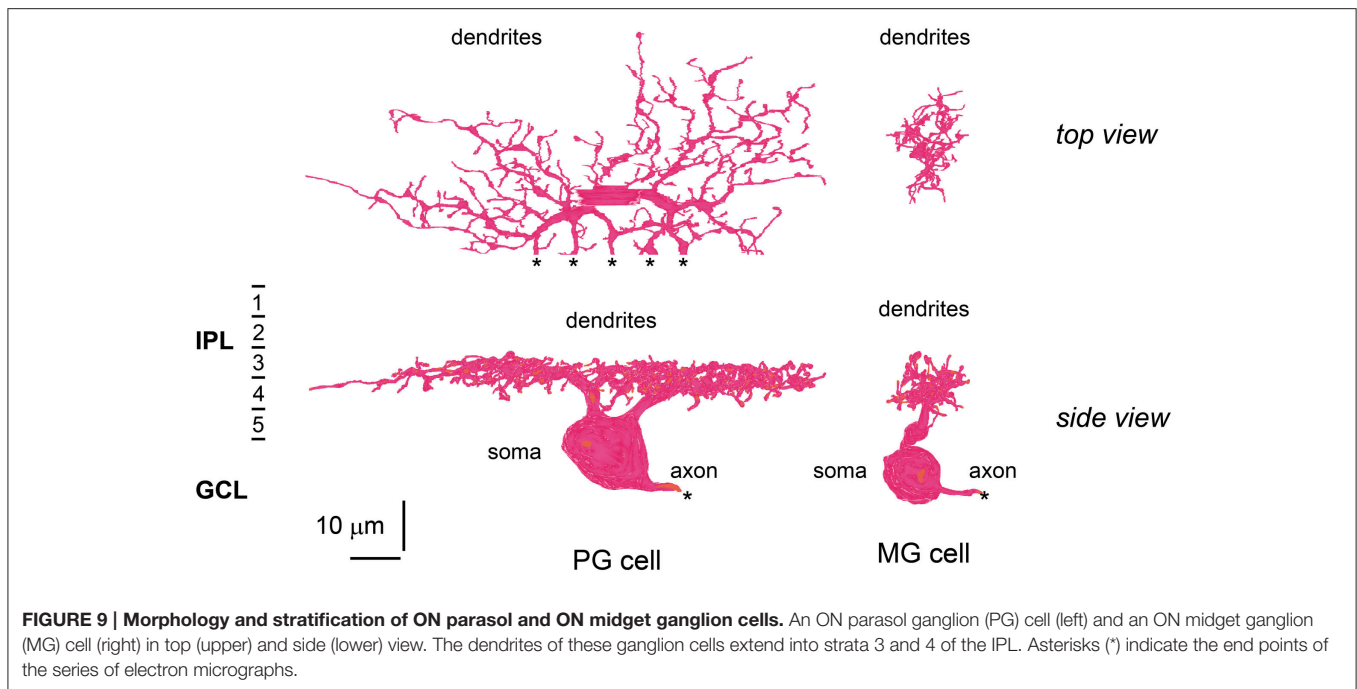 dendrites
dendrites
top view
* * * * *
IPL
1
2
3
4
5
GCL
dendrites
dendrites
side view
soma
axon
*
soma
axon
*
10 μm
PG cell
MG cell
FIGURE 9 | Morphology and stratification of ON parasol and ON midget ganglion cells. An ON parasol ganglion (PG) cell (left) and an ON midget ganglion
(MG) cell (right) in top (upper) and side (lower) view. The dendrites of these ganglion cells extend into strata 3 and 4 of the IPL. Asterisks (*) indicate the end points of
the series of electron micrographs.